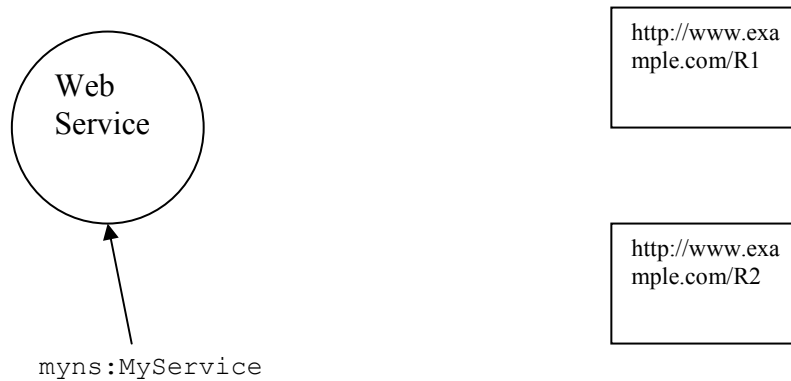 Web
Service
myns:MyService
http://www.exa
mple.com/R1
http://www.exa
mple.com/R2